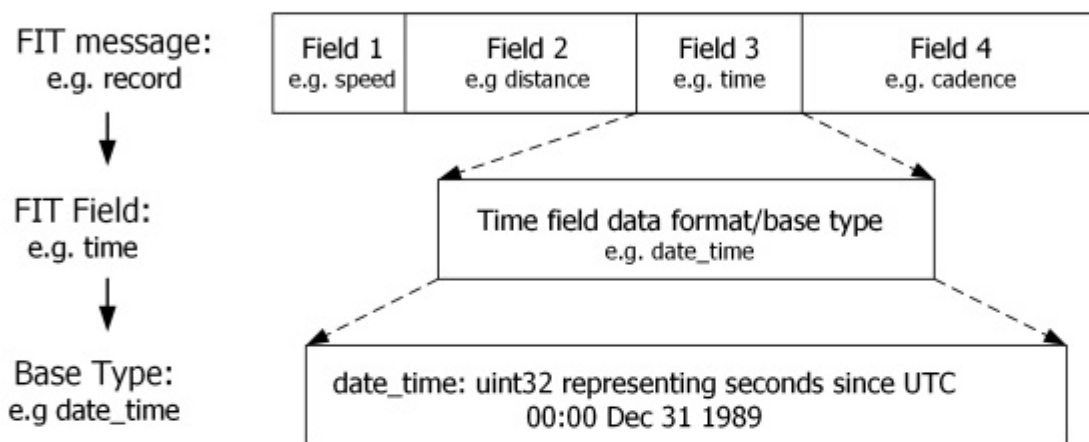 FIT message:
e.g. record
Field 1
e.g. speed
Field 2
e.g distance
Field 3
e.g. time
Field 4
e.g. cadence
FIT Field:
e.g. time
Time field data format/base type
e.g. date_time
Base Type:
e.g date_time
date_time: uint32 representing seconds since UTC
00:00 Dec 31 1989